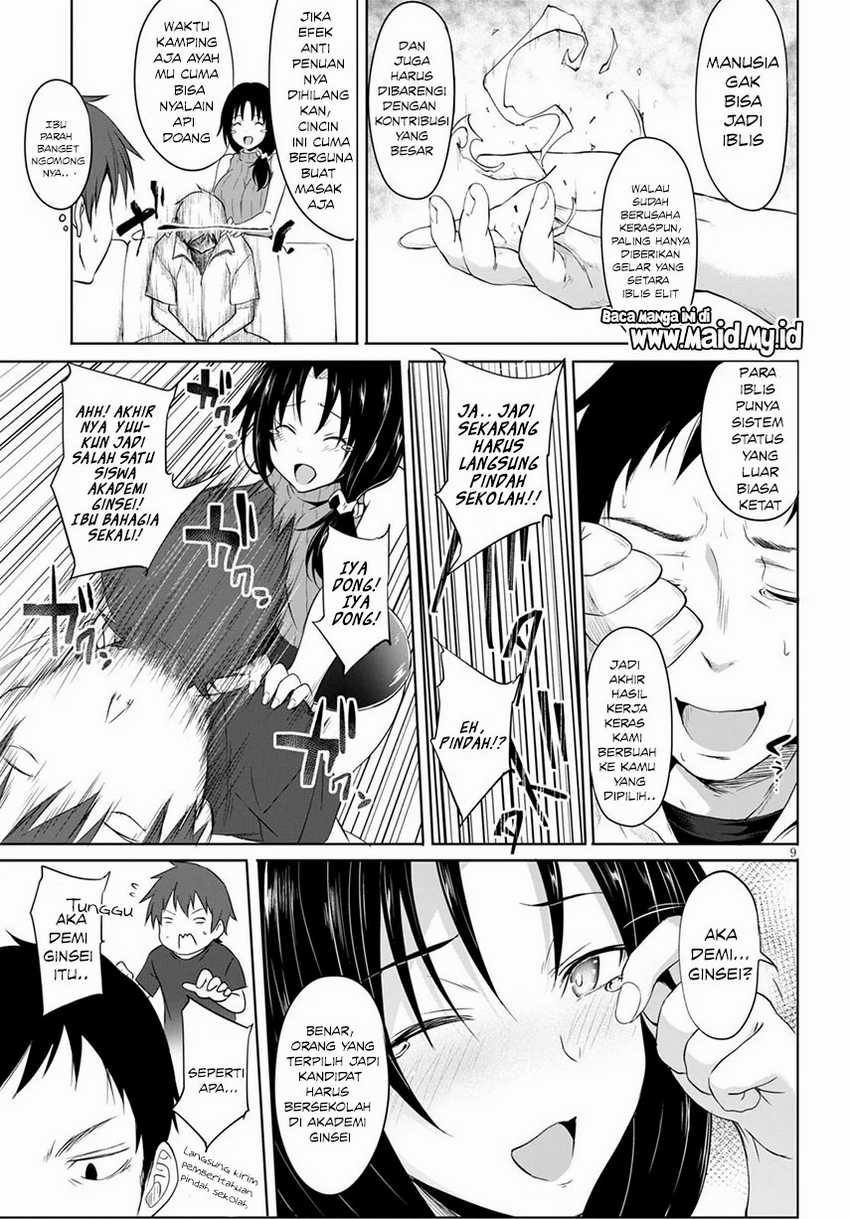 MANUSIA
GAK
BISA
JADI
IBLIS
WALAU
SUDAH
BERUSAHA
KERASPUN,
PALING HANYA
DIBERIKAN
GELAR YANG
SETARA
IBLIS ELIT
DAN
JUGA
HARUS
DIBARENGI
DENGAN
KONTRIBUSI
YANG
BESAR
Baca Manga ini di
www.Maid.My.id
JIKA
EFEK
ANTI
PENUAN
NYA
DIHILANG
KAN,
CINCIN
INI CUMA
BERGUNA
BUAT
MASAK
AJA
WAKTU
KAMPING
AJA AYAH
MU CUMA
BISA
NYALAIN
API
DOANG
IBU
PARAH
BANGET
NGOMONG
NYA. . .
PARA
IBLIS
PUNYA
SISTEM
STATUS
YANG
LUAR
BIASA
KETAT
JADI
AKHIR
HASIL
KERJA
KERAS
KAMI
BERBUAH
KE KAMU
YANG
DIPILIH..
JA.. JADI
SEKARANG
HARUS
LANGSUNG
PINDAH
SEKOLAH!!
EH,
PINDAH!?
IYA
DONG!
IYA
DONG!
AHH! AKHIR
NYA YUU-
KUN JADI
SALAH SATU
SISWA
AKADEMI
GINSEI!
IBU BAHAGIA
SEKALI!
ガクン
ガクン
9
AKA
DEMI...
GINSEI?
BENAR,
ORANG YANG
TERPILIH JADI
KANDIDAT
HARUS
BERSEKOLAH
DI AKADEMI
GINSEI
Tunggu
AKA
DEMI
GINSEI
ITU..
SEPERTI
APA...
Langsung kirim
pemberitahuan
pindah sekolah